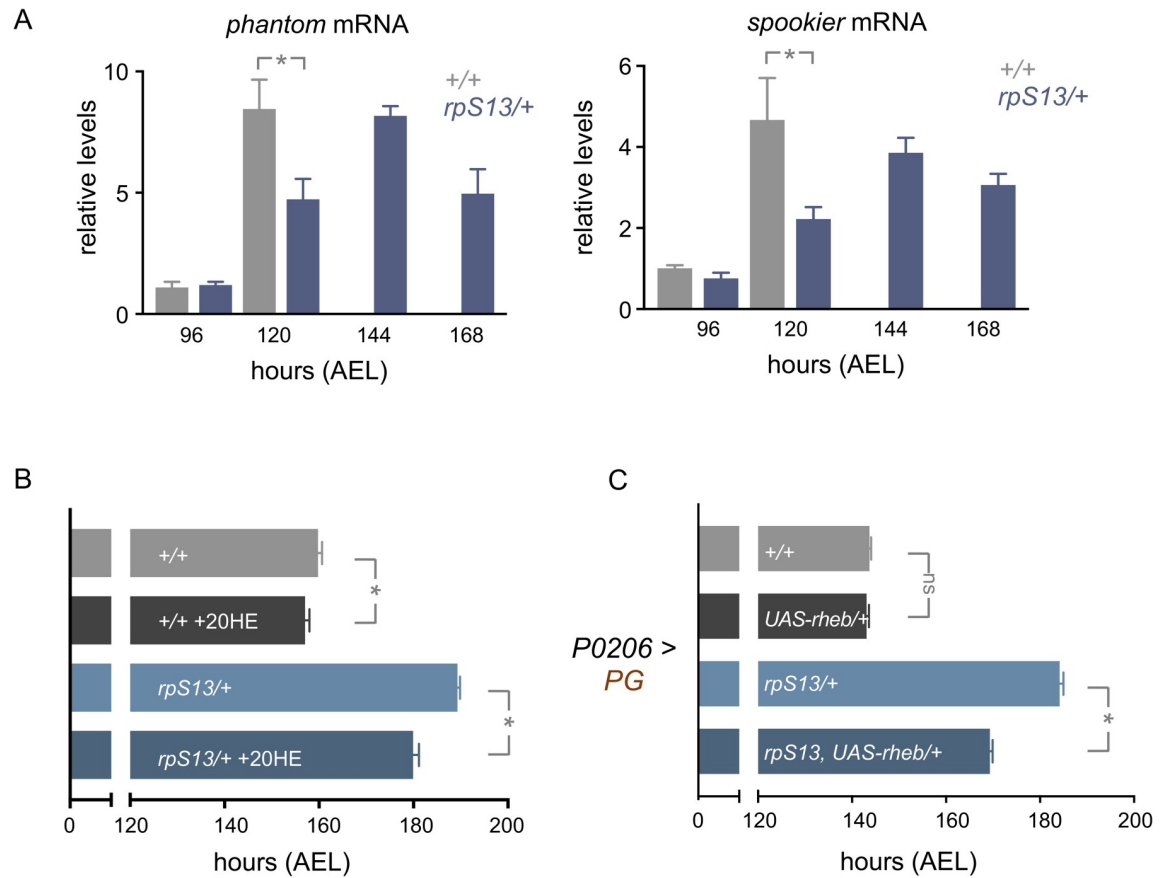 A
phantom mRNA
relative levels
10
5
0
*
+/+
rpS13/+
96 120 144 168
hours (AEL)
spookier mRNA
relative levels
6
4
2
0
*
+/+
rpS13/+
96 120 144 168
hours (AEL)
B
+/+
+/+ +20HE
*
rpS13/+
rpS13/+ +20HE
*
0 120 140 160 180 200
hours (AEL)
C
P0206 >
PG
+/+
UAS-rheb/+
ns
rpS13/+
rpS13, UAS-rheb/+
*
0 120 140 160 180 200
hours (AEL)